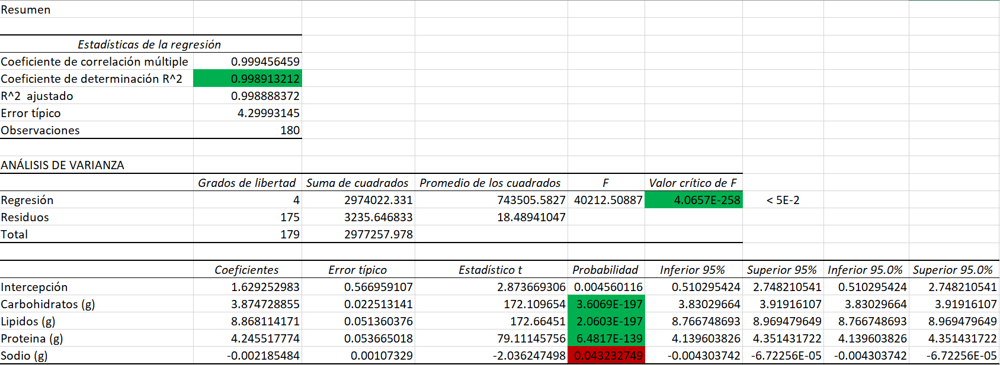 Resumen
Estadísticas de la regresión
Coeficiente de correlación múltiple 0.999456459
Coeficiente de determinación R^2 0.998913212
R^2  ajustado 0.998888372
Error típico 4.29993145
Observaciones 180
ANÁLISIS DE VARIANZA
Grados de libertad Suma de cuadrados Promedio de los cuadrados F Valor crítico de F
Regresión 4 2974022.331 743505.5827 40212.50887 4.0657E-258 < 5E-2
Residuos 175 3235.646833 18.48941047
Total 179 2977257.978
Coeficientes Error típico Estadístico t Probabilidad Inferior 95% Superior 95% Inferior 95.0% Superior 95.0%
Intercepción 1.629252983 0.566959107 2.873669306 0.004560116 0.510295424 2.748210541 0.510295424 2.748210541
Carbohidratos (g) 3.874728855 0.022513141 172.109654 3.6069E-197 3.83029664 3.91916107 3.83029664 3.91916107
Lipidos (g) 8.868114171 0.051360376 172.66451 2.0603E-197 8.766748693 8.969479649 8.766748693 8.969479649
Proteina (g) 4.245517774 0.053665018 79.11145756 6.4817E-139 4.139603826 4.351431722 4.139603826 4.351431722
Sodio (g) -0.002185484 0.00107329 -2.036247498 0.043232749 -0.004303742 -6.72256E-05 -0.004303742 -6.72256E-05